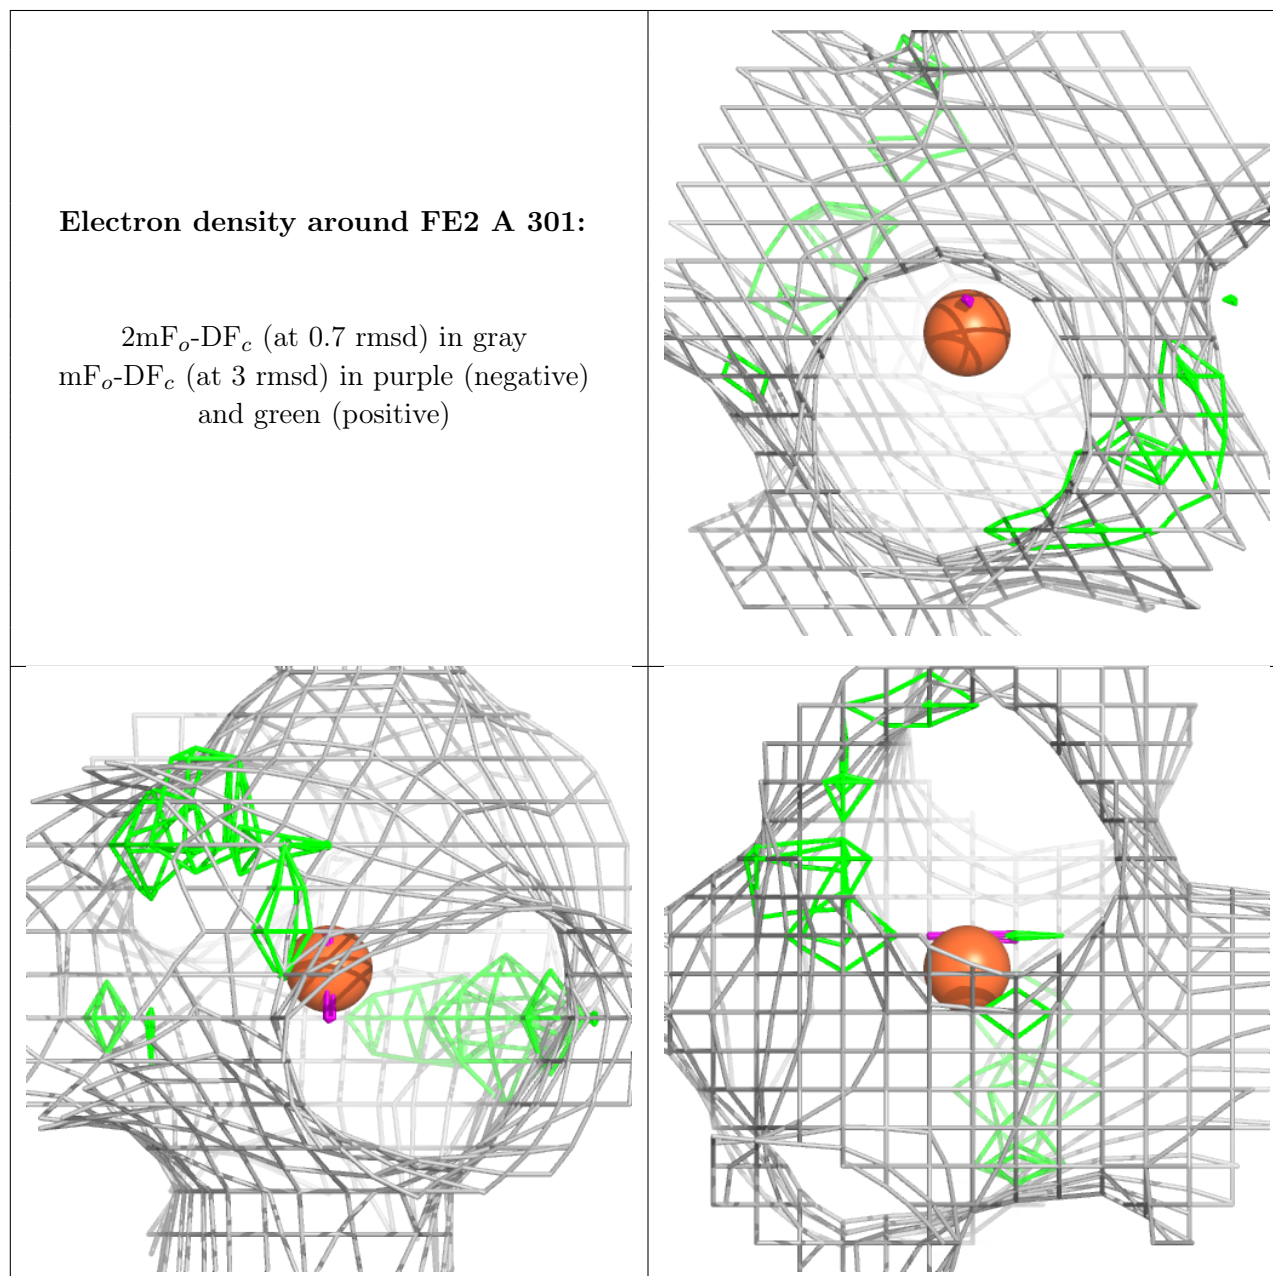 Electron density around FE2 A 301:
2mFo-DFc (at 0.7 rmsd) in gray
mFo-DFc (at 3 rmsd) in purple (negative)
and green (positive)